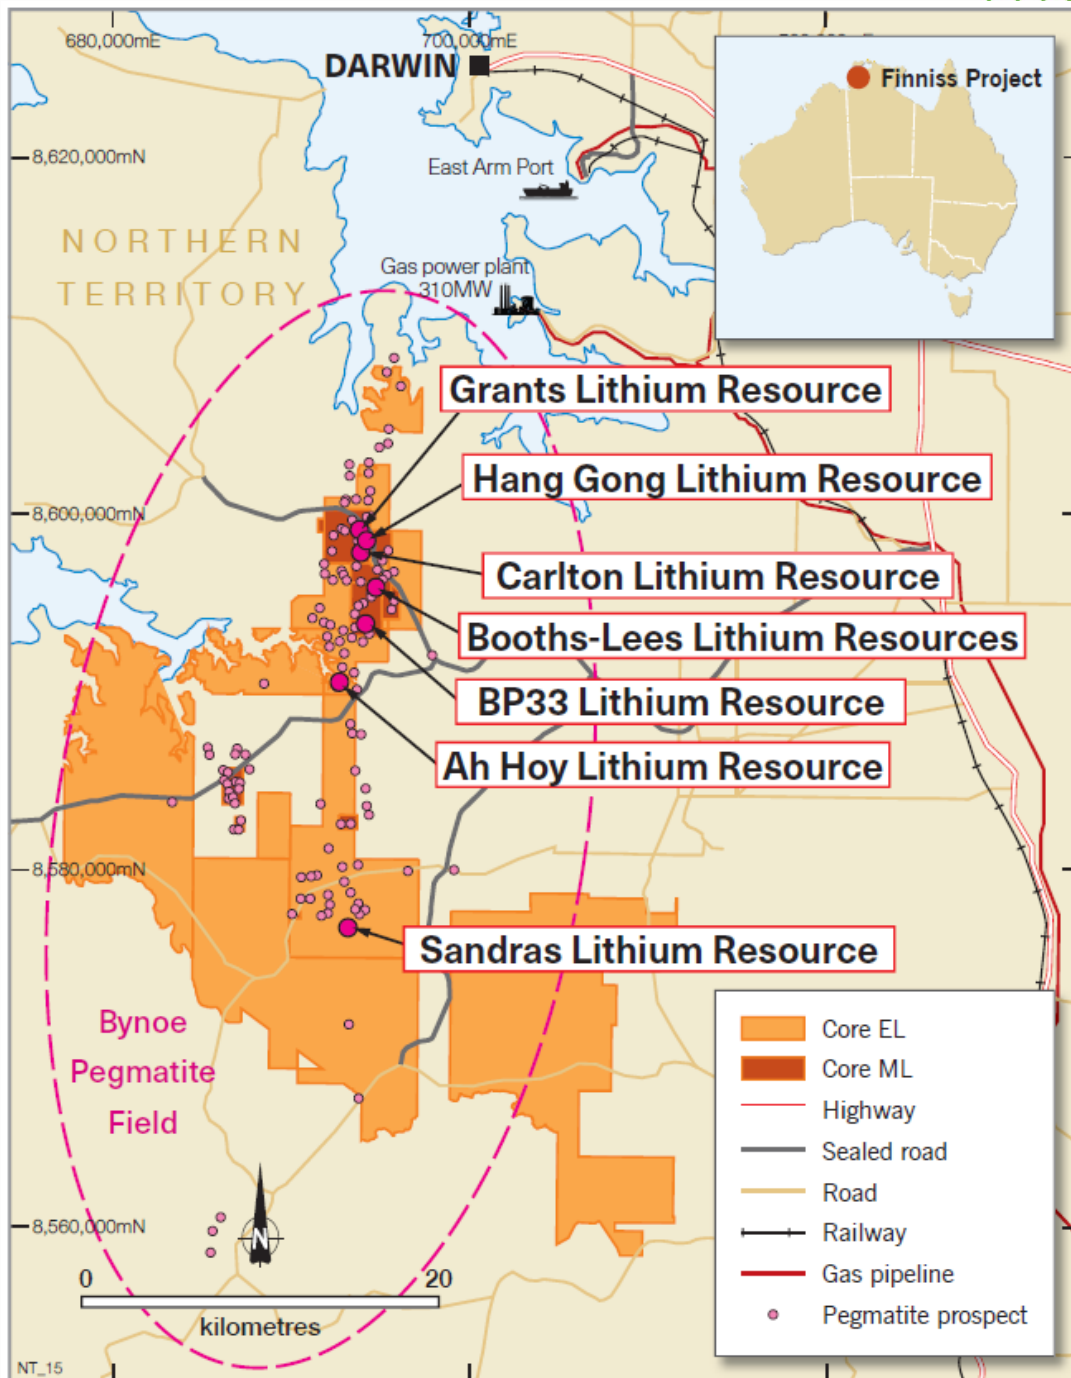 680,000mE
700,000mE
DARWIN
Finniss Project
8,620,000mN
East Arm Port
NORTHERN
TERRITORY
Gas power plant
310MW
Grants Lithium Resource
Hang Gong Lithium Resource
8,600,000mN
Carlton Lithium Resource
Booths-Lees Lithium Resources
BP33 Lithium Resource
Ah Hoy Lithium Resource
8,580,000mN
Sandras Lithium Resource
Bynoe
Pegmatite
Field
Core EL
Core ML
Highway
Sealed road
Road
Railway
Gas pipeline
Pegmatite prospect
8,560,000mN
N
0 20
kilometres
NT_15